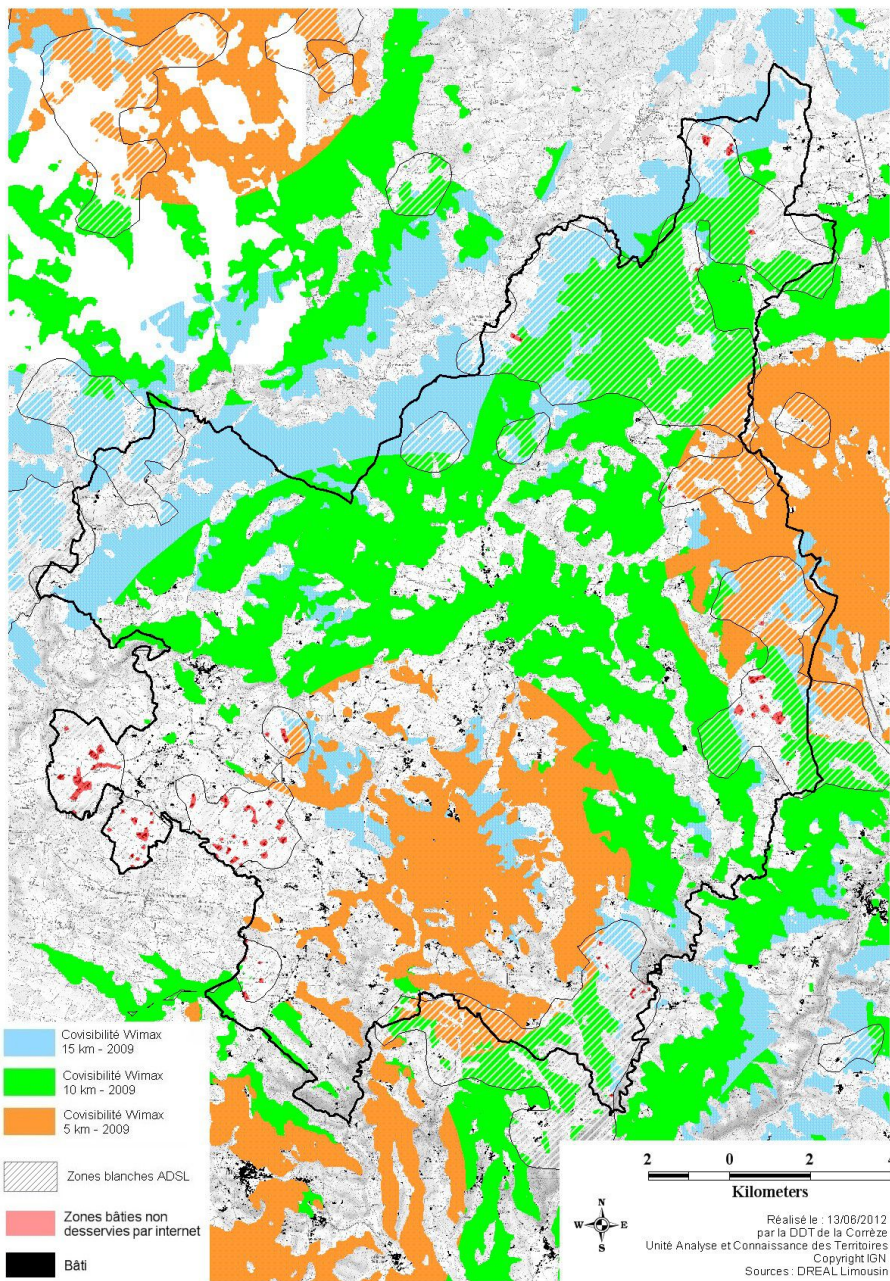 Covisibilité Wimax
15 km - 2009
Covisibilité Wimax
10 km - 2009
Covisibilité Wimax
5 km - 2009
Zones blanches ADSL
Zones bâties non
desservies par internet
Bâti
2 0 2 4
Kilometers
N
W E
S
Réalisé le : 13/06/2012
par la DDT de la Corrèze
Unité Analyse et Connaissance des Territoires
Copyright IGN
Sources : DREAL Limousin